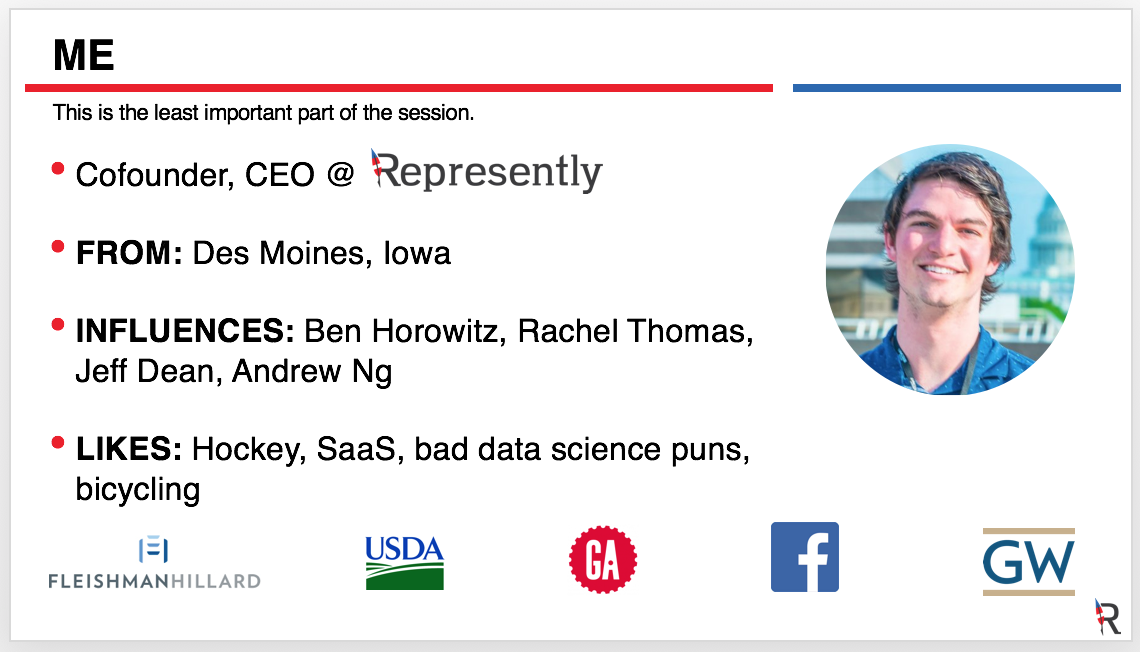 ME
This is the least important part of the session.
Cofounder, CEO @ Represently
FROM: Des Moines, Iowa
INFLUENCES: Ben Horowitz, Rachel Thomas,
Jeff Dean, Andrew Ng
LIKES: Hockey, SaaS, bad data science puns,
bicycling
FLEISHMANHILLARD
USDA
GA
f
GW
R